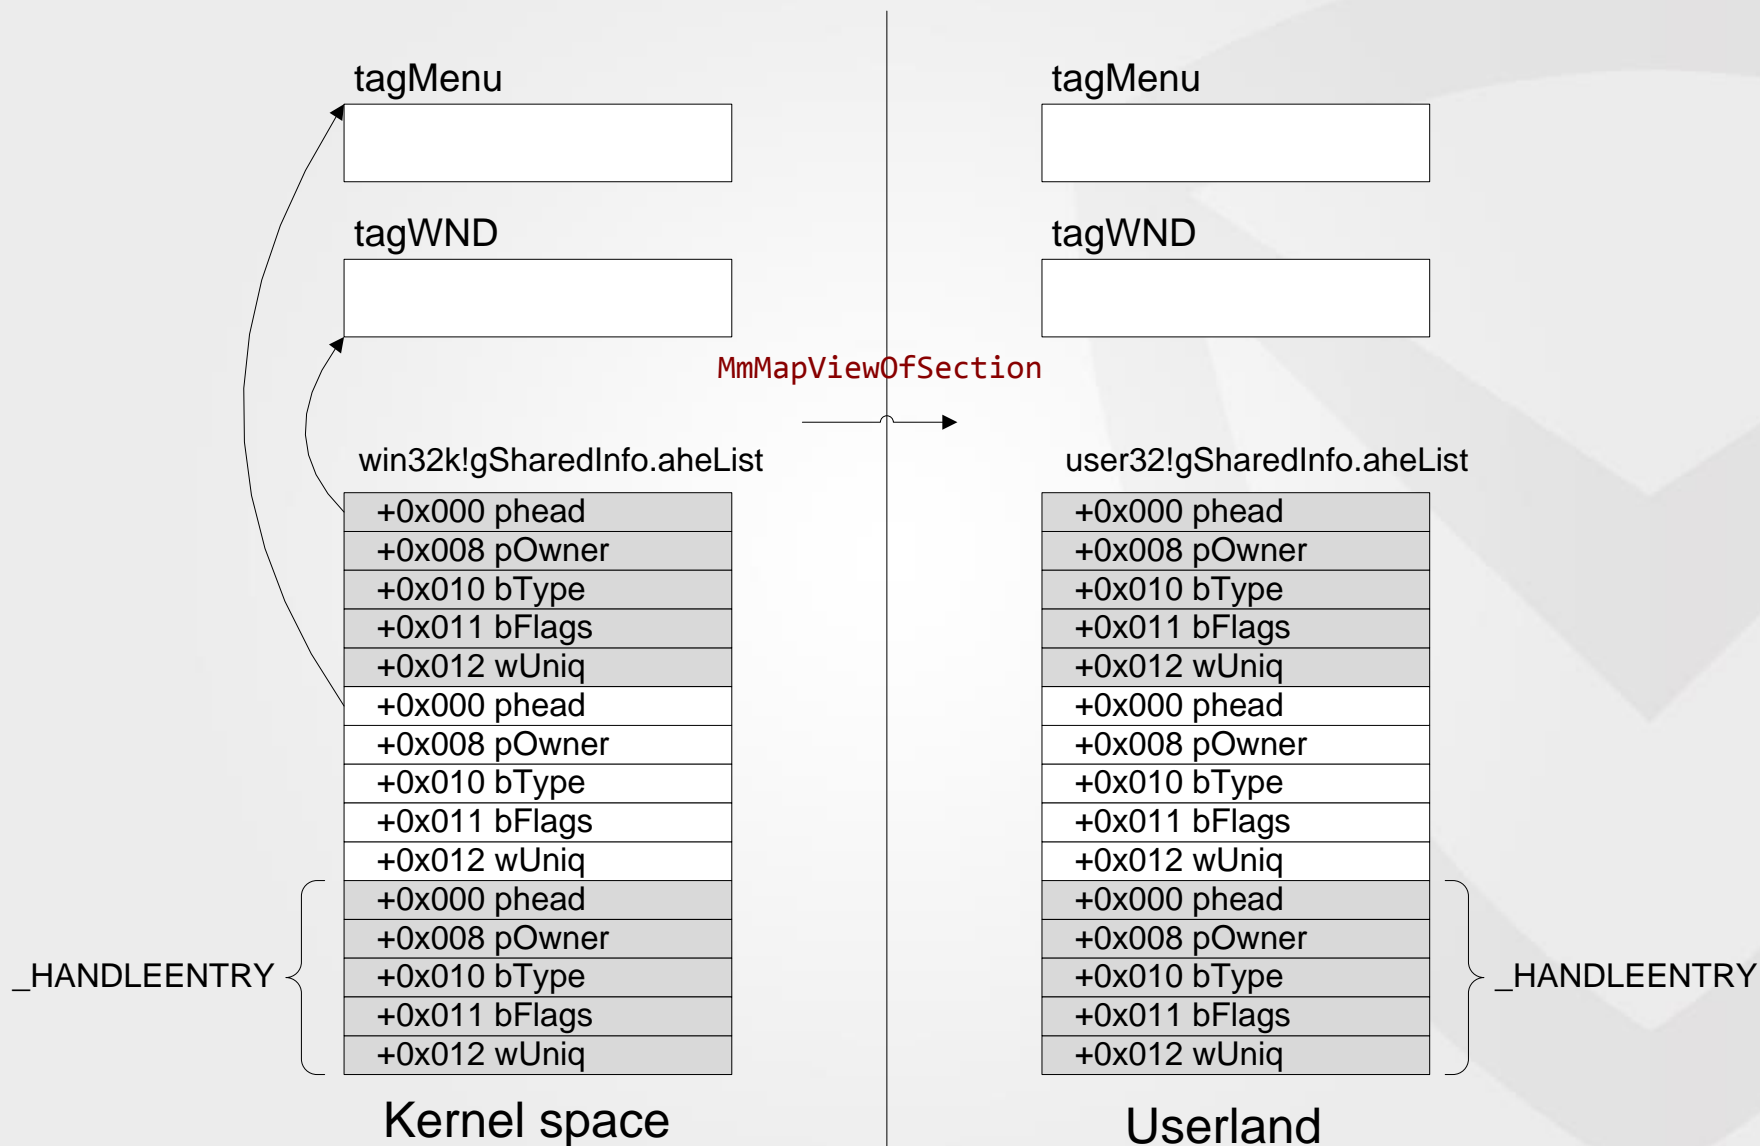 tagMenu
tagWND
win32k!gSharedInfo.aheList
+0x000 phead
+0x008 pOwner
+0x010 bType
+0x011 bFlags
+0x012 wUniq
+0x000 phead
+0x008 pOwner
+0x010 bType
+0x011 bFlags
+0x012 wUniq
+0x000 phead
+0x008 pOwner
+0x010 bType
+0x011 bFlags
+0x012 wUniq
_HANDLEENTRY
Kernel space
MmMapViewOfSection
tagMenu
tagWND
user32!gSharedInfo.aheList
+0x000 phead
+0x008 pOwner
+0x010 bType
+0x011 bFlags
+0x012 wUniq
+0x000 phead
+0x008 pOwner
+0x010 bType
+0x011 bFlags
+0x012 wUniq
+0x000 phead
+0x008 pOwner
+0x010 bType
+0x011 bFlags
+0x012 wUniq
_HANDLEENTRY
Userland